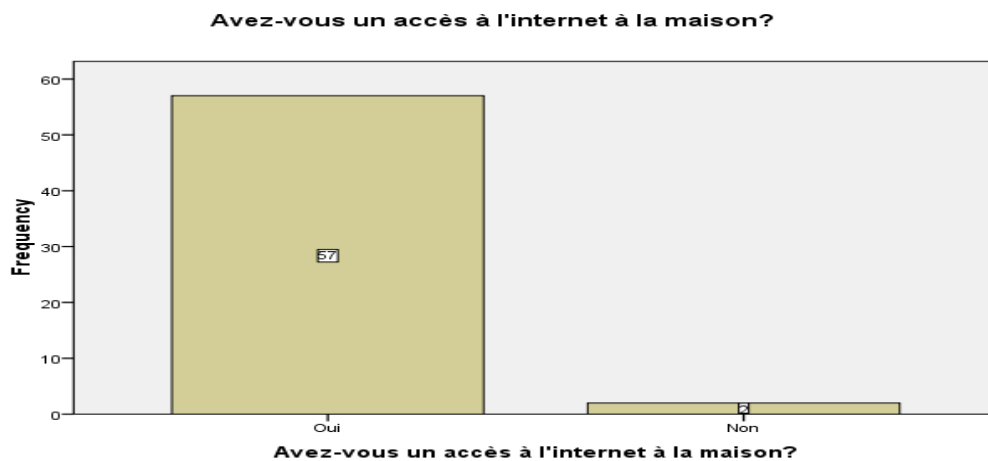 Avez-vous un accès à l'internet à la maison?
60
50
40
30
20
10
0
Frequency
57
2
Oui
Non
Avez-vous un accès à l'internet à la maison?